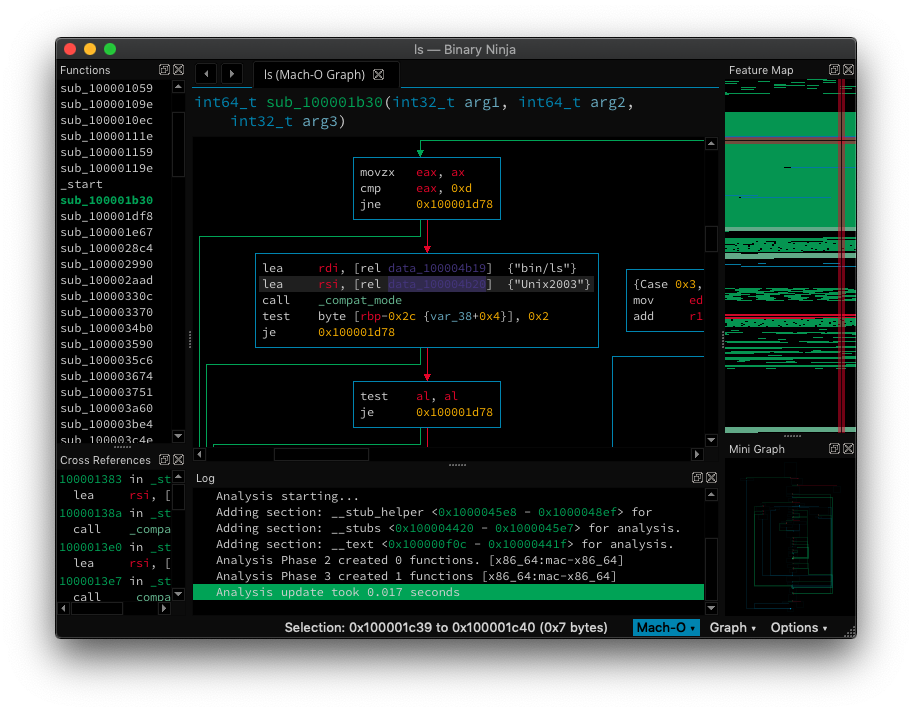 ls — Binary Ninja
Functions
sub_100001059
sub_10000109e
sub_1000010ec
sub_10000111e
sub_100001159
sub_10000119e
_start
sub_100001b30
sub_100001df8
sub_100001e67
sub_1000028c4
sub_100002990
sub_100002aad
sub_10000330c
sub_100003370
sub_1000034b0
sub_100003590
sub_1000035c6
sub_100003674
sub_100003751
sub_100003a60
sub_100003be4
sub_100003c4e
Cross References
100001383 in _st
lea rsi, [
10000138a in _st
call _compa
1000013e0 in _st
lea rsi, [
1000013e7 in _st
call compa
ls (Mach-O Graph)
int64_t sub_100001b30(int32_t arg1, int64_t arg2,
int32_t arg3)
movzx eax, ax
cmp eax, 0xd
jne 0x100001d78
lea rdi, [rel data_100004b19] {"bin/ls"}
lea rsi, [rel data_100004b20] {"Unix2003"}
call _compat_mode
test byte [rbp-0x2c {var_38+0x4}], 0x2
je 0x100001d78
{Case 0x3,
mov ed
add r1
test al, al
je 0x100001d78
Log
Analysis starting...
Adding section: __stub_helper <0x1000045e8 - 0x1000048ef> for
Adding section: __stubs <0x100004420 - 0x1000045e7> for analysis.
Adding section: __text <0x100000f0c - 0x10000441f> for analysis.
Analysis Phase 2 created 0 functions. [x86_64:mac-x86_64]
Analysis Phase 3 created 1 functions [x86_64:mac-x86_64]
Analysis update took 0.017 seconds
Feature Map
Mini Graph
Selection: 0x100001c39 to 0x100001c40 (0x7 bytes)
Mach-O
Graph
Options